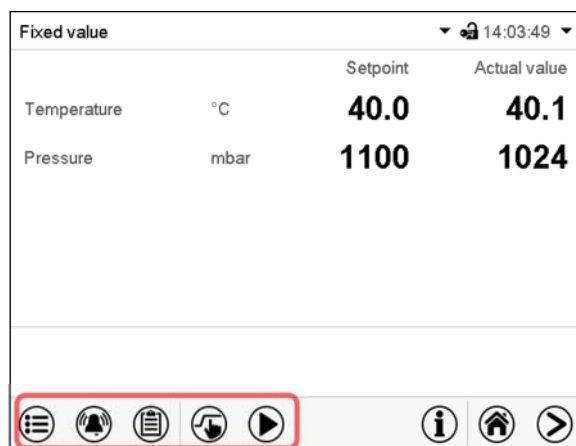 Fixed value 14:03:49
Setpoint Actual value
Temperature °C 40.0 40.1
Pressure mbar 1100 1024